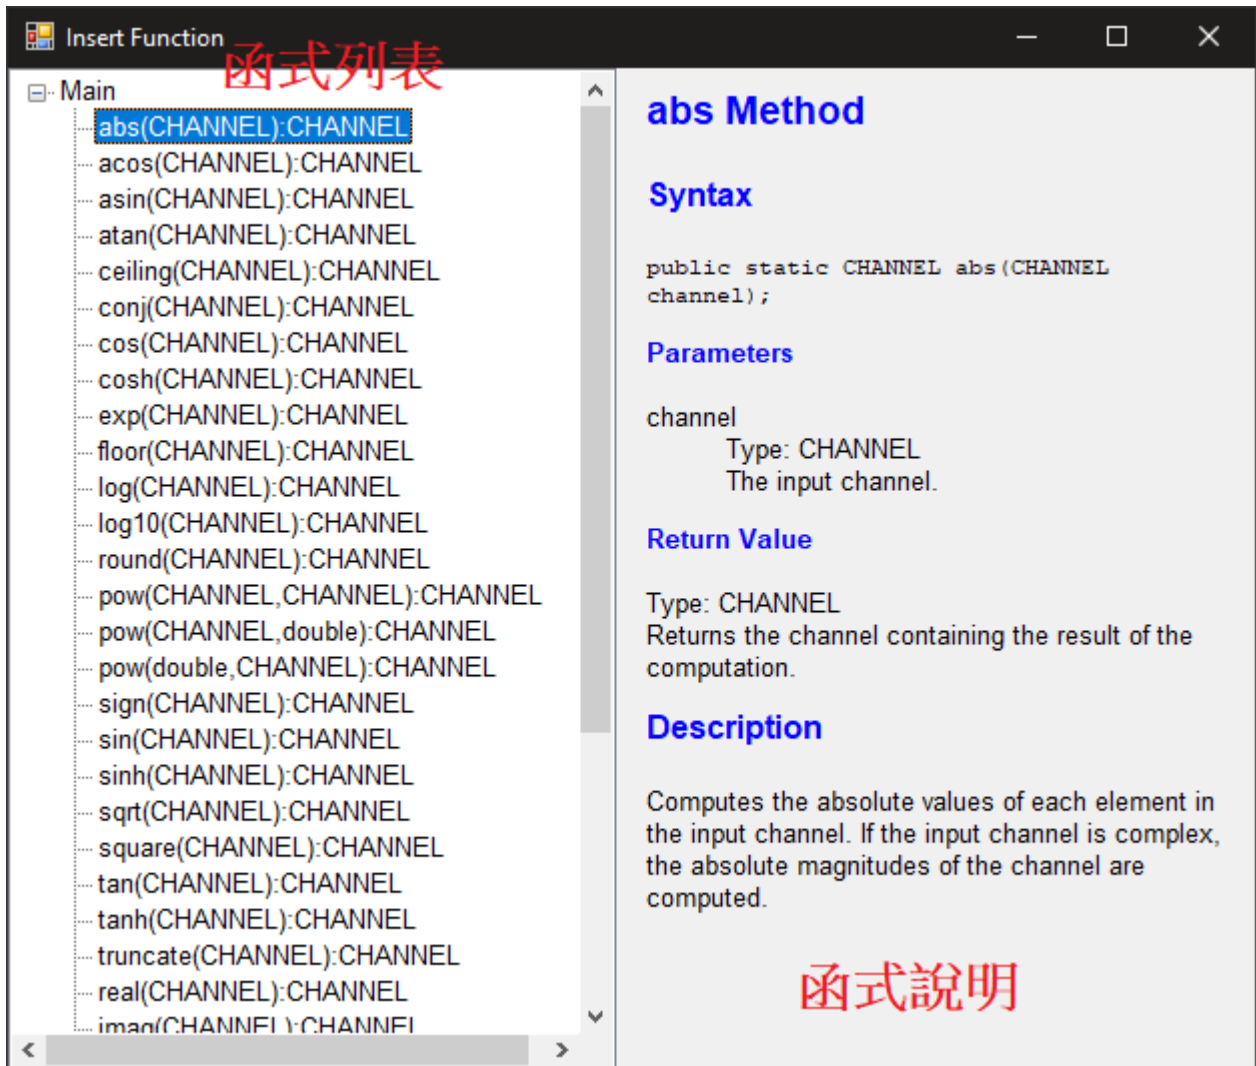 Insert Function
函式列表
Main
abs(CHANNEL):CHANNEL
acos(CHANNEL):CHANNEL
asin(CHANNEL):CHANNEL
atan(CHANNEL):CHANNEL
ceiling(CHANNEL):CHANNEL
conj(CHANNEL):CHANNEL
cos(CHANNEL):CHANNEL
cosh(CHANNEL):CHANNEL
exp(CHANNEL):CHANNEL
floor(CHANNEL):CHANNEL
log(CHANNEL):CHANNEL
log10(CHANNEL):CHANNEL
round(CHANNEL):CHANNEL
pow(CHANNEL,CHANNEL):CHANNEL
pow(CHANNEL,double):CHANNEL
pow(double,CHANNEL):CHANNEL
sign(CHANNEL):CHANNEL
sin(CHANNEL):CHANNEL
sinh(CHANNEL):CHANNEL
sqrt(CHANNEL):CHANNEL
square(CHANNEL):CHANNEL
tan(CHANNEL):CHANNEL
tanh(CHANNEL):CHANNEL
truncate(CHANNEL):CHANNEL
real(CHANNEL):CHANNEL
imag(CHANNEL):CHANNEL
abs Method
Syntax
public static CHANNEL abs(CHANNEL
channel);
Parameters
channel
Type: CHANNEL
The input channel.
Return Value
Type: CHANNEL
Returns the channel containing the result of the
computation.
Description
Computes the absolute values of each element in
the input channel. If the input channel is complex,
the absolute magnitudes of the channel are
computed.
函式說明